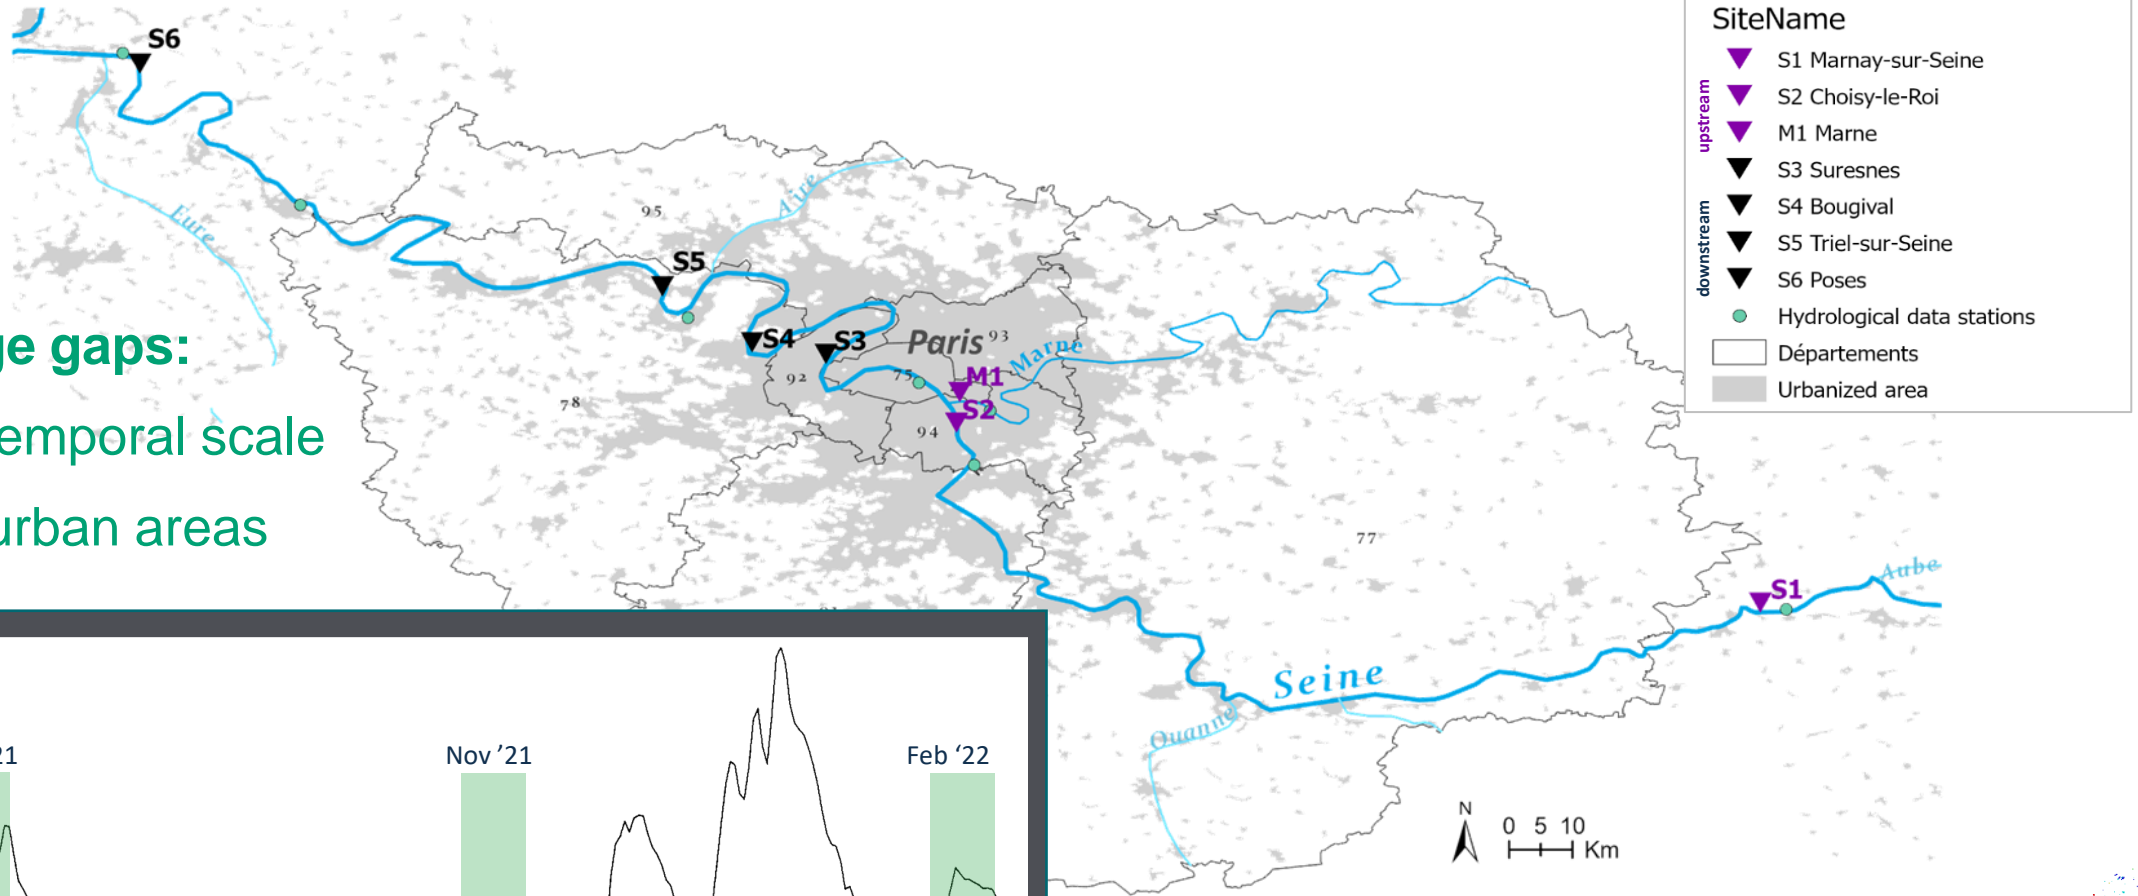 S6
Eure
95
Aire
S5
S4
S3
Paris
93
Marne
92
75
M1
S2
78
94
77
S1
Aube
Seine
Ouanne
N
0 5 10
Km
SiteName
upstream
S1 Marnay-sur-Seine
S2 Choisy-le-Roi
M1 Marne
downstream
S3 Suresnes
S4 Bougival
S5 Triel-sur-Seine
S6 Poses
Hydrological data stations
Départements
Urbanized area
ge gaps:
emporal scale
urban areas
21
Nov ’21
Feb ‘22